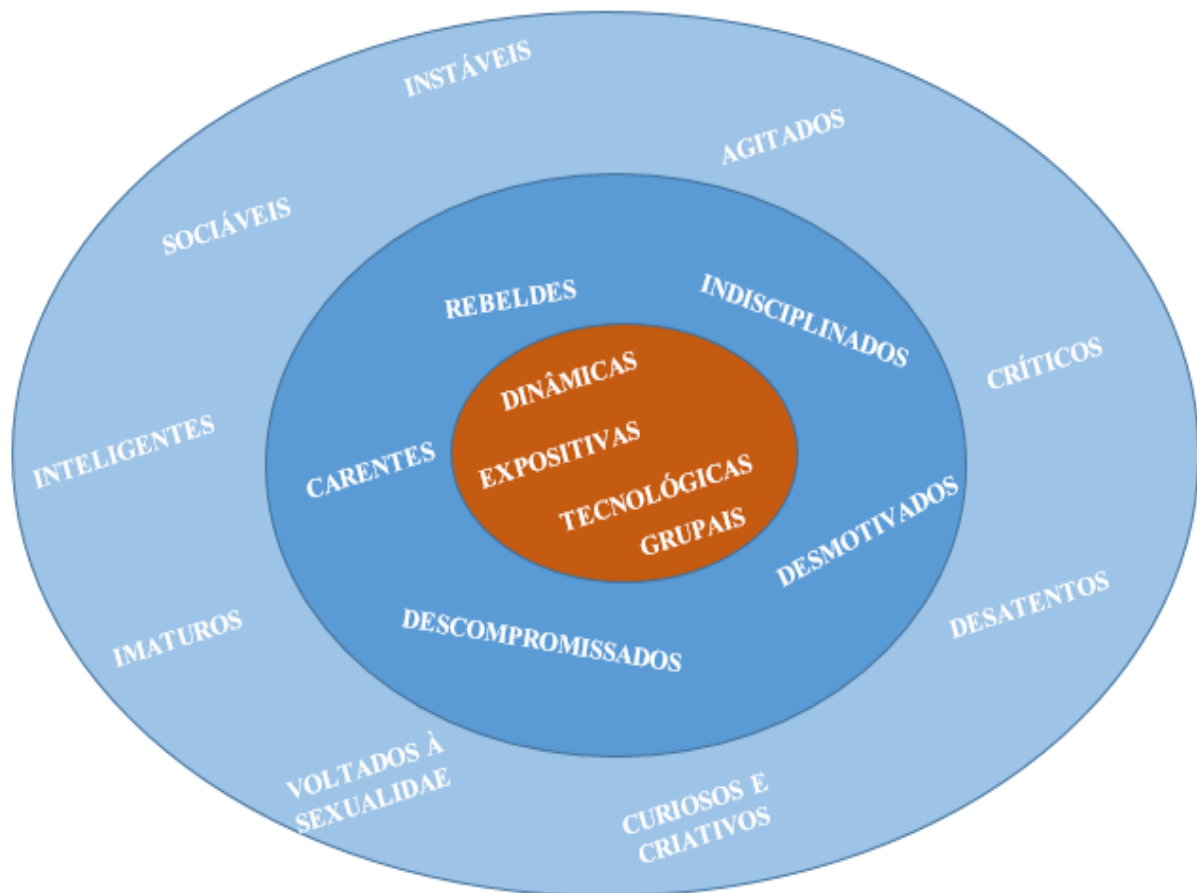 INSTÁVEIS
AGITADOS
SOCIÁVEIS
REBELDES
INDISCIPLINADOS
DINÂMICAS
CRÍTICOS
EXPOSITIVAS
INTELIGENTES
CARENTES
TECNOLÓGICAS
GRUPAIS
DESMOTIVADOS
DESATENTOS
IMATUROS
DESCOMPROMISSADOS
VOLTADOS À
SEXUALIDAE
CURIOSOS E
CRIATIVOS